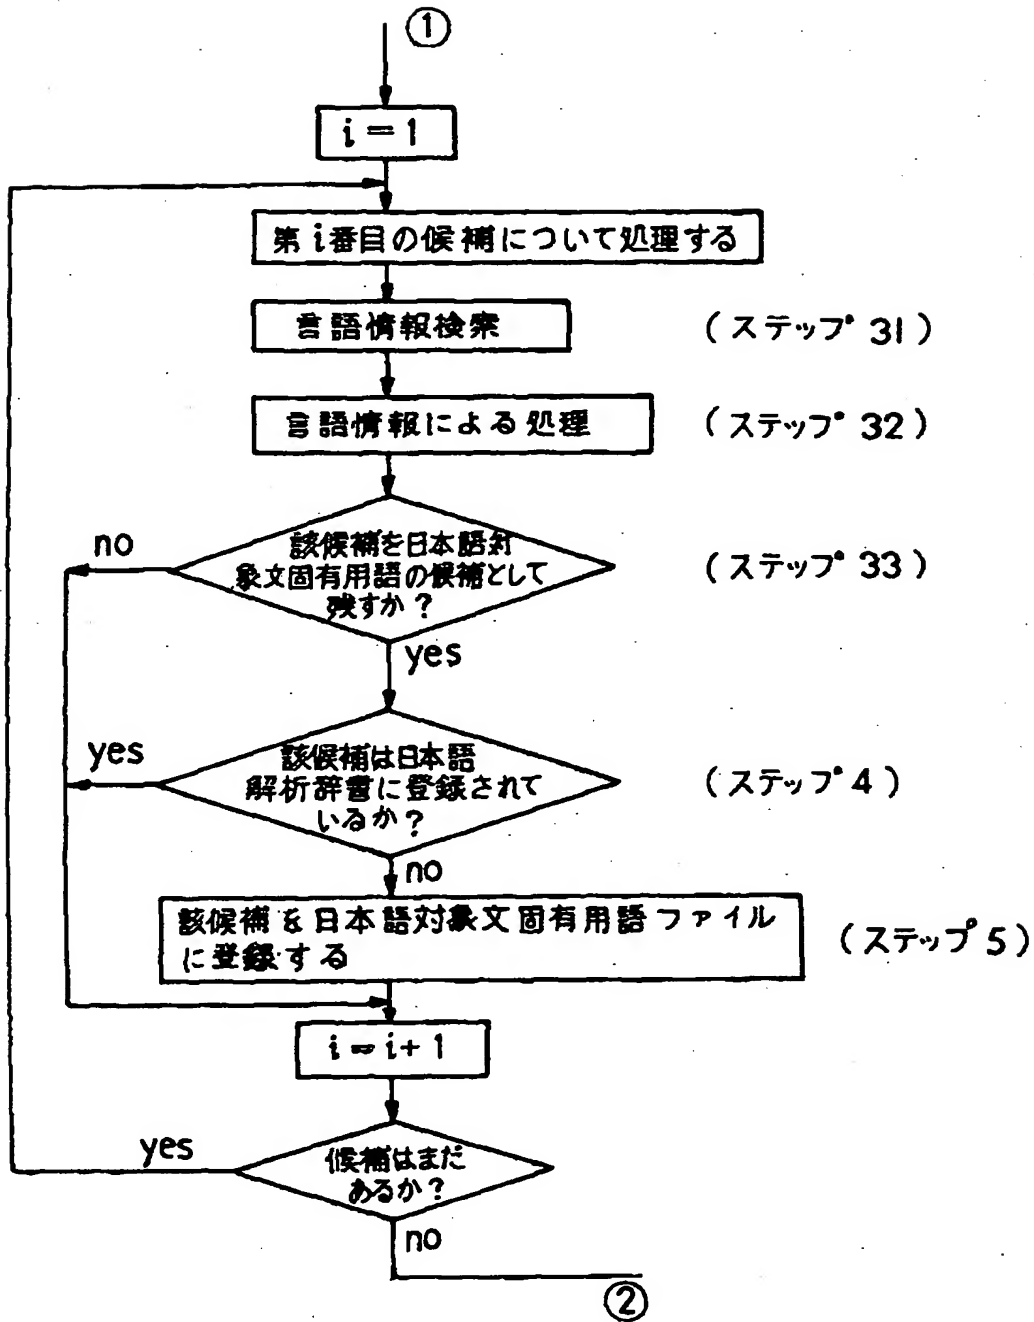 ①
i = 1
第i番目の候補について処理する
言語情報検索
(ステップ 31)
言語情報による処理
(ステップ 32)
該候補を日本語対
象文固有用語の候補として
残すか?
no
(ステップ 33)
yes
該候補は日本語
解析辞書に登録されて
いるか?
yes
(ステップ 4)
no
該候補を日本語対象文固有用語ファイル
に登録する
(ステップ 5)
i = i + 1
候補はまだ
あるか?
yes
no
②